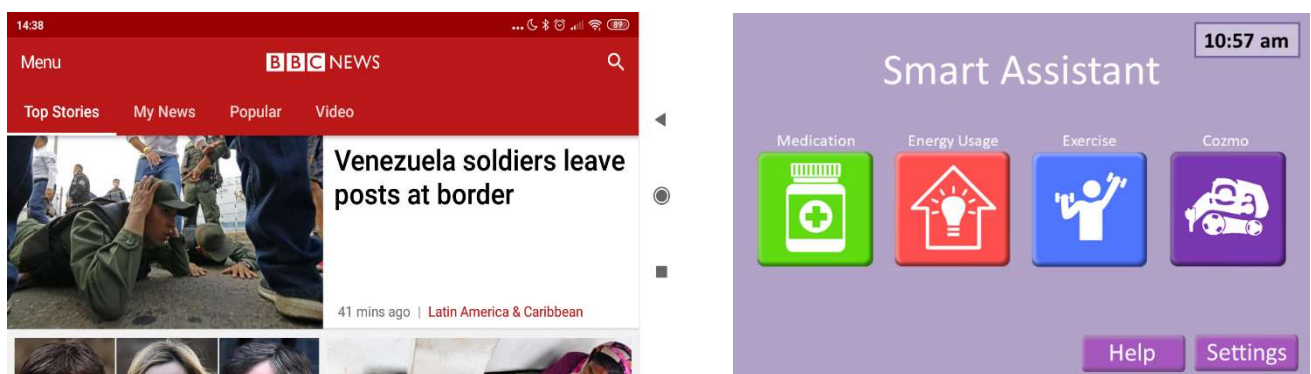 14:38
89
Menu
BBC NEWS
Top Stories My News Popular Video
Venezuela soldiers leave
posts at border
41 mins ago | Latin America & Caribbean
10:57 am
Smart Assistant
Medication Energy Usage Exercise Cozmo
Help Settings